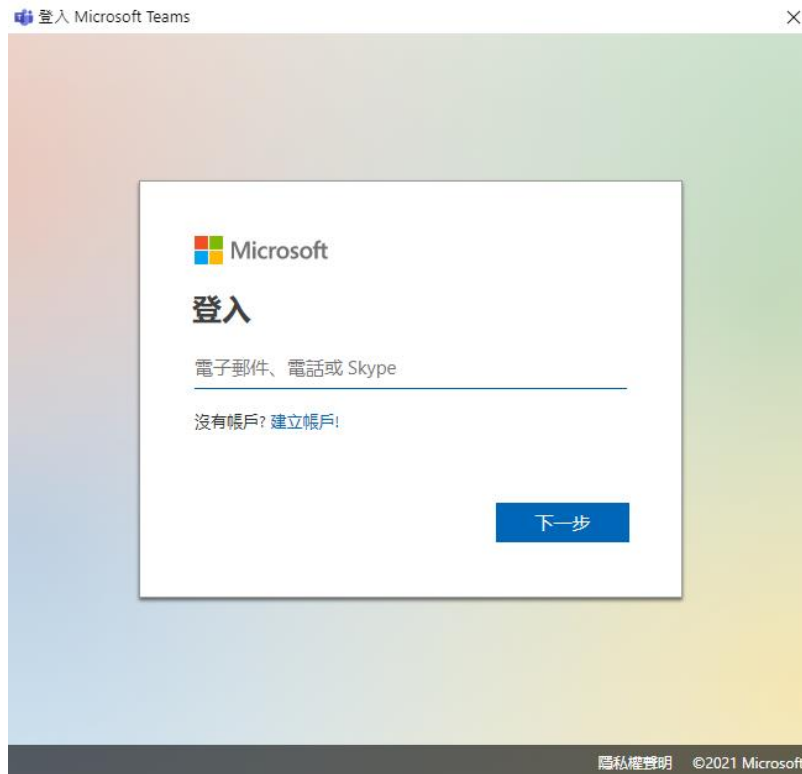 登入 Microsoft Teams
Microsoft
登入
電子郵件、電話或 Skype
沒有帳戶? 建立帳戶!
下一步
隱私權聲明 ©2021 Microsoft